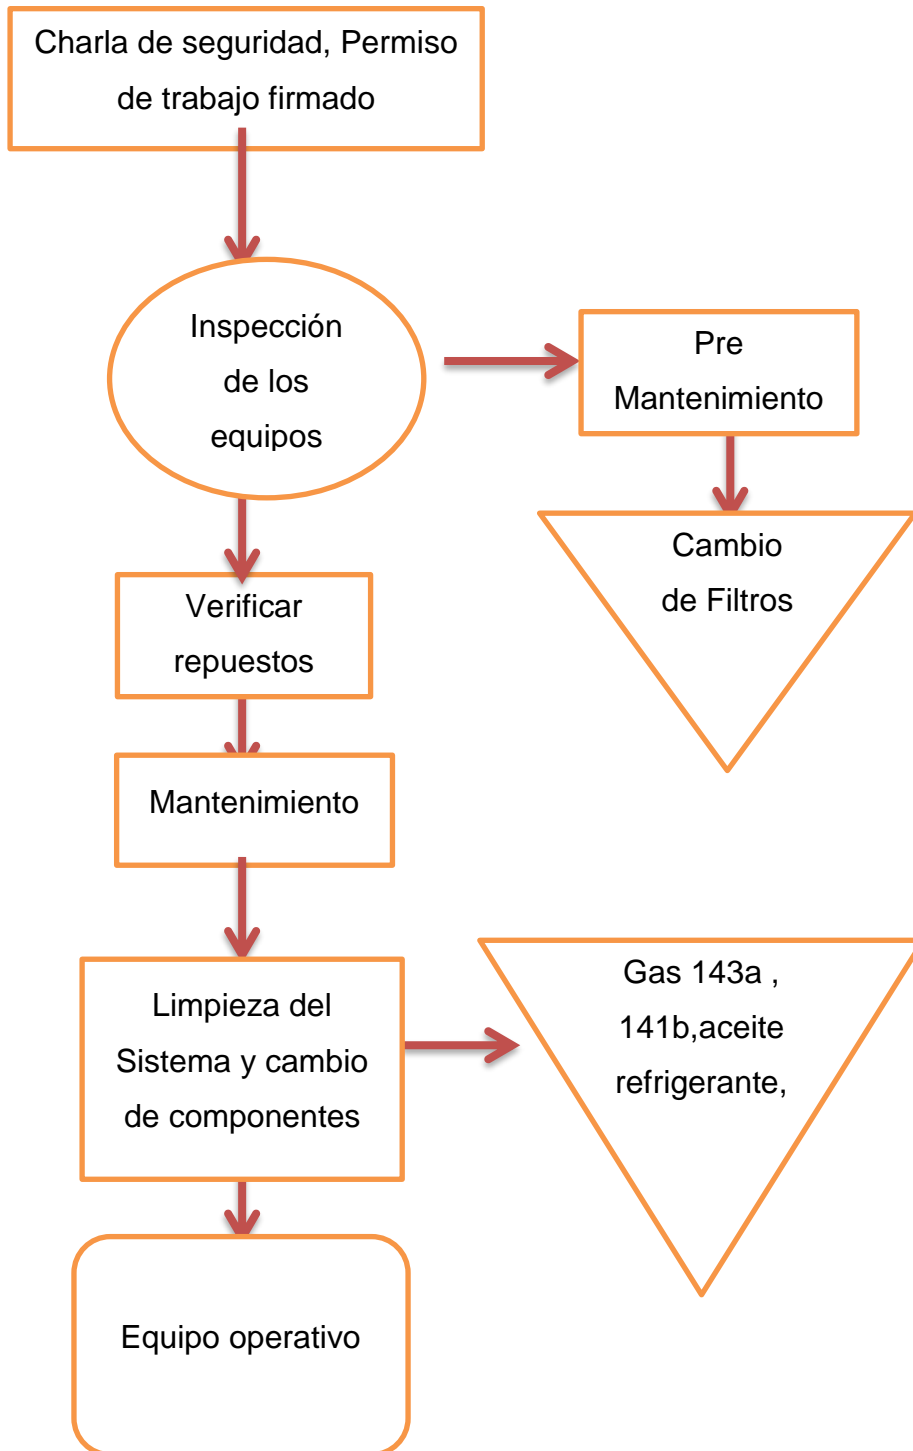 Charla de seguridad, Permiso
de trabajo firmado
Inspección
de los
equipos
Pre
Mantenimiento
Cambio
de Filtros
Verificar
repuestos
Mantenimiento
Limpieza del
Sistema y cambio
de componentes
Gas 143a ,
141b,aceite
refrigerante,
Equipo operativo